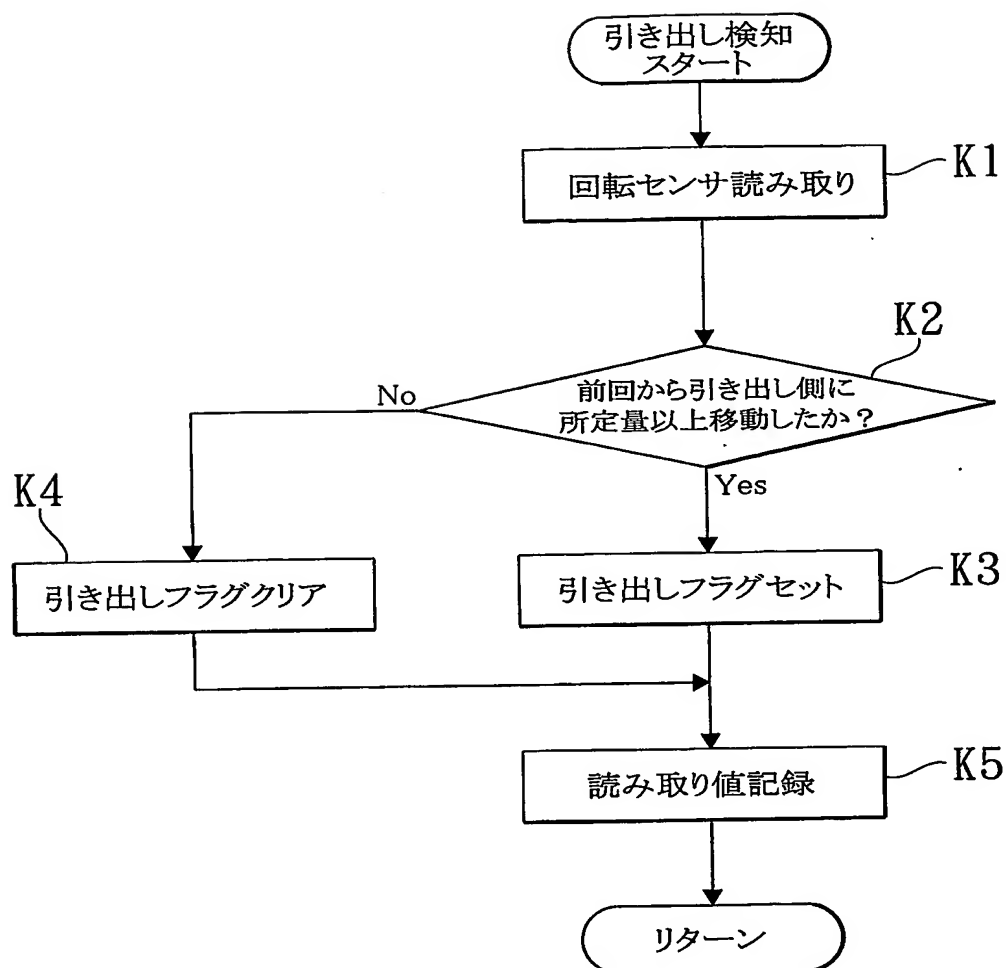 引き出し検知
スタート
回転センサ読み取り
K1
K2
前回から引き出し側に
所定量以上移動したか？
No
Yes
K4
引き出しフラグクリア
引き出しフラグセット
K3
読み取り値記録
K5
リターン